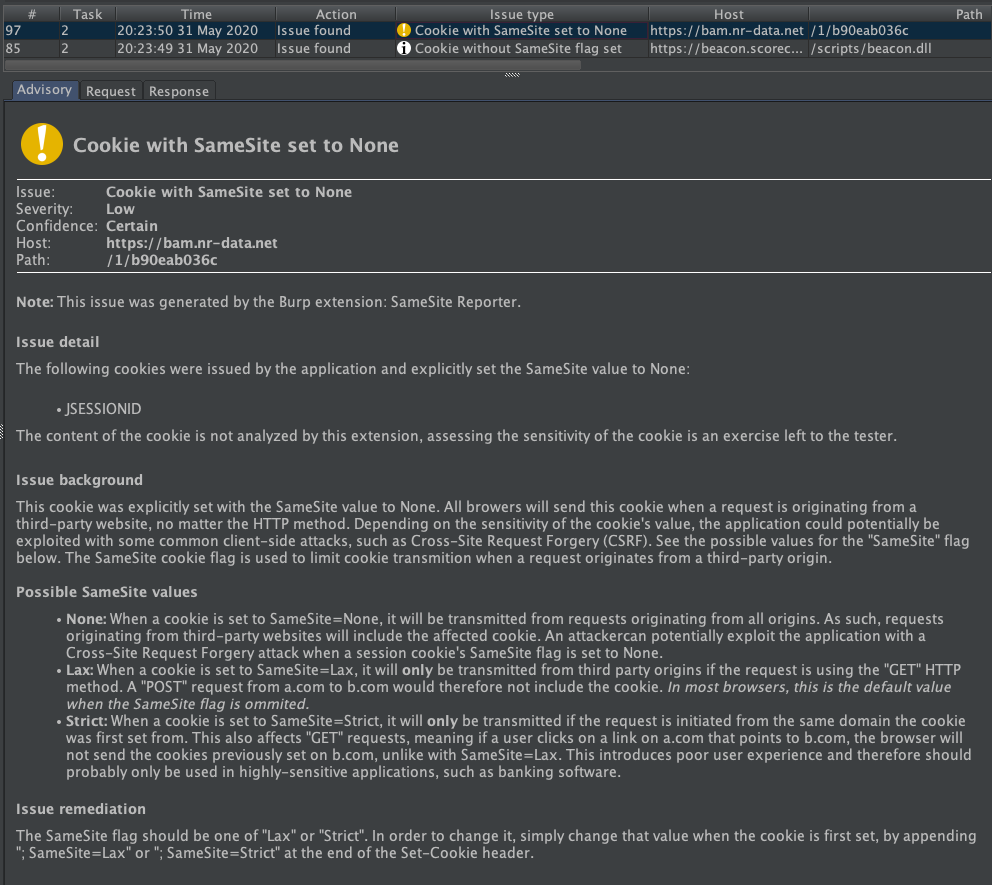 # Task Time Action Issue type Host Path
97 2 20:23:50 31 May 2020 Issue found Cookie with SameSite set to None https://bam.nr-data.net /1/b90eab036c
85 2 20:23:49 31 May 2020 Issue found Cookie without SameSite flag set https://beacon.scorec... /scripts/beacon.dll
Advisory Request Response
Cookie with SameSite set to None
Issue: Cookie with SameSite set to None
Severity: Low
Confidence: Certain
Host: https://bam.nr-data.net
Path: /1/b90eab036c
Note: This issue was generated by the Burp extension: SameSite Reporter.
Issue detail
The following cookies were issued by the application and explicitly set the SameSite value to None:
• JSESSIONID
The content of the cookie is not analyzed by this extension, assessing the sensitivity of the cookie is an exercise left to the tester.
Issue background
This cookie was explicitly set with the SameSite value to None. All browers will send this cookie when a request is originating from a
third-party website, no matter the HTTP method. Depending on the sensitivity of the cookie's value, the application could potentially be
exploited with some common client-side attacks, such as Cross-Site Request Forgery (CSRF). See the possible values for the "SameSite" flag
below. The SameSite cookie flag is used to limit cookie transmition when a request originates from a third-party origin.
Possible SameSite values
• None: When a cookie is set to SameSite=None, it will be transmitted from requests originating from all origins. As such, requests
originating from third-party websites will include the affected cookie. An attackercan potentially exploit the application with a
Cross-Site Request Forgery attack when a session cookie's SameSite flag is set to None.
• Lax: When a cookie is set to SameSite=Lax, it will only be transmitted from third party origins if the request is using the "GET" HTTP
method. A "POST" request from a.com to b.com would therefore not include the cookie. In most browsers, this is the default value
when the SameSite flag is ommited.
• Strict: When a cookie is set to SameSite=Strict, it will only be transmitted if the request is initiated from the same domain the cookie
was first set from. This also affects "GET" requests, meaning if a user clicks on a link on a.com that points to b.com, the browser will
not send the cookies previously set on b.com, unlike with SameSite=Lax. This introduces poor user experience and therefore should
probably only be used in highly-sensitive applications, such as banking software.
Issue remediation
The SameSite flag should be one of "Lax" or "Strict". In order to change it, simply change that value when the cookie is first set, by appending
"; SameSite=Lax" or "; SameSite=Strict" at the end of the Set-Cookie header.